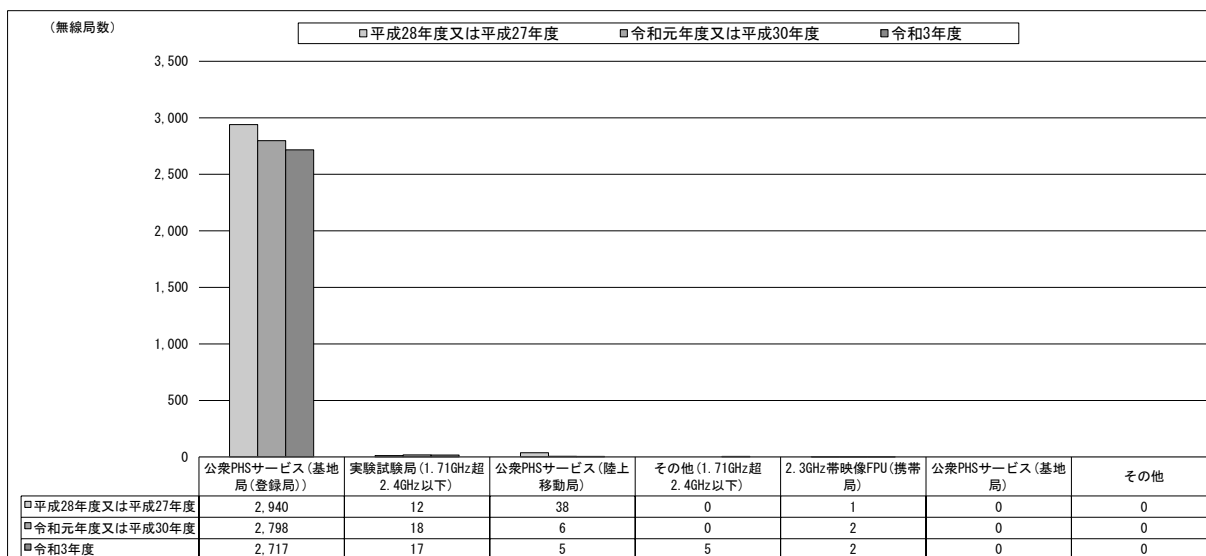 (無線局数)
□平成28年度又は平成27年度 ■令和元年度又は平成30年度 ■令和3年度
3,500
3,000
2,500
2,000
1,500
1,000
500
0
公衆PHSサービス(基地局(登録局)) 実験試験局(1.71GHz超2.4GHz以下) 公衆PHSサービス(陸上移動局) その他(1.71GHz超2.4GHz以下) 2.3GHz帯映像FPU(携帯局) 公衆PHSサービス(基地局) その他
□平成28年度又は平成27年度 2,940 12 38 0 1 0 0
■令和元年度又は平成30年度 2,798 18 6 0 2 0 0
■令和3年度 2,717 17 5 5 2 0 0